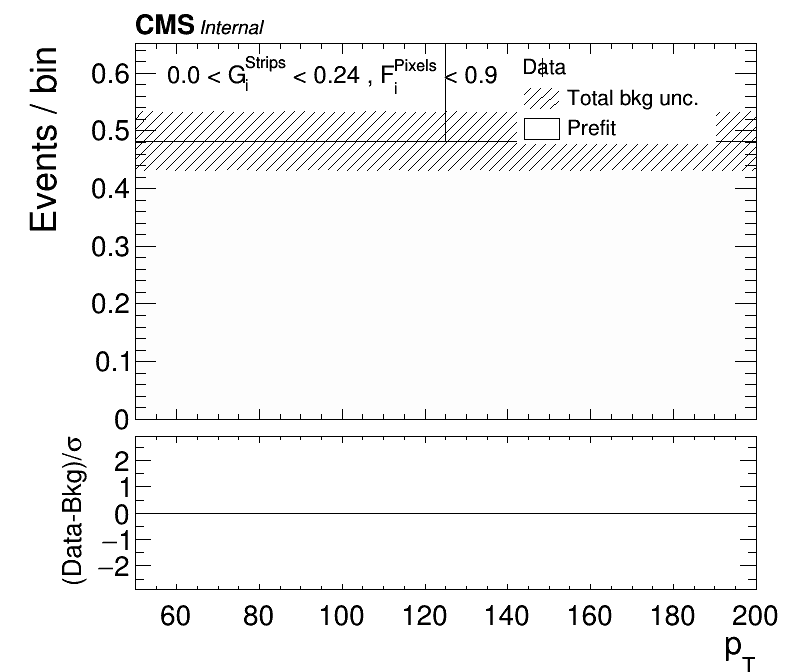 CMS Internal
Events / bin
0.6
0.5
0.4
0.3
0.2
0.1
0
0.0 < G_i^Strips < 0.24 , F_i^Pixels < 0.9
Data
Total bkg unc.
Prefit
(Data-Bkg)/σ
2
1
0
−1
−2
60 80 100 120 140 160 180 200
p_T